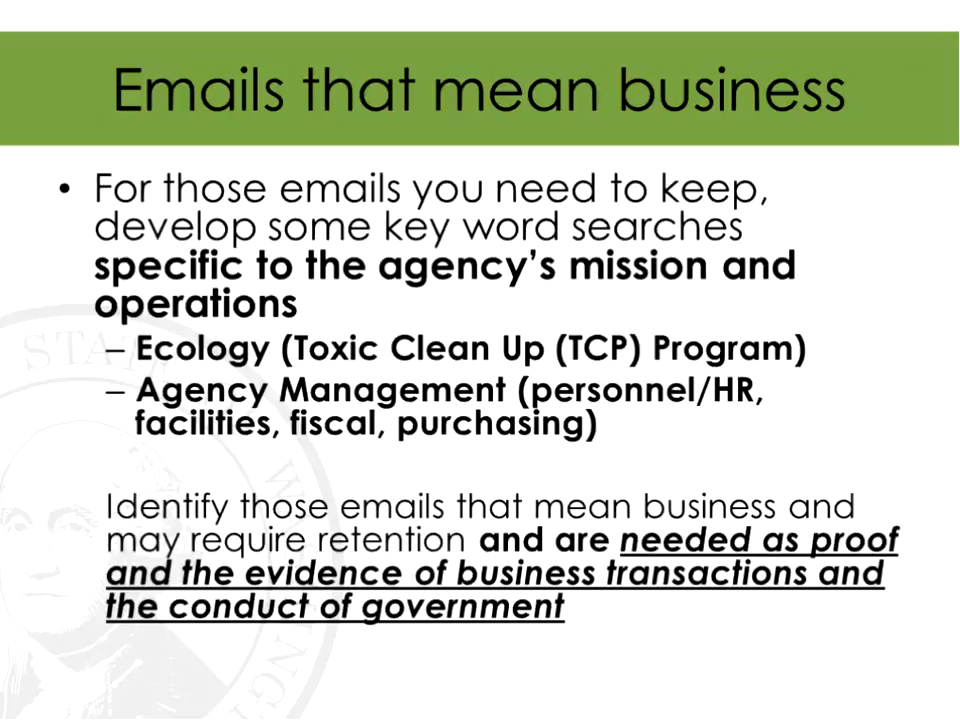 Emails that mean business
• For those emails you need to keep,
develop some key word searches
specific to the agency's mission and
operations
– Ecology (Toxic Clean Up (TCP) Program)
– Agency Management (personnel/HR,
facilities, fiscal, purchasing)
Identify those emails that mean business and
may require retention and are needed as proof
and the evidence of business transactions and
the conduct of government